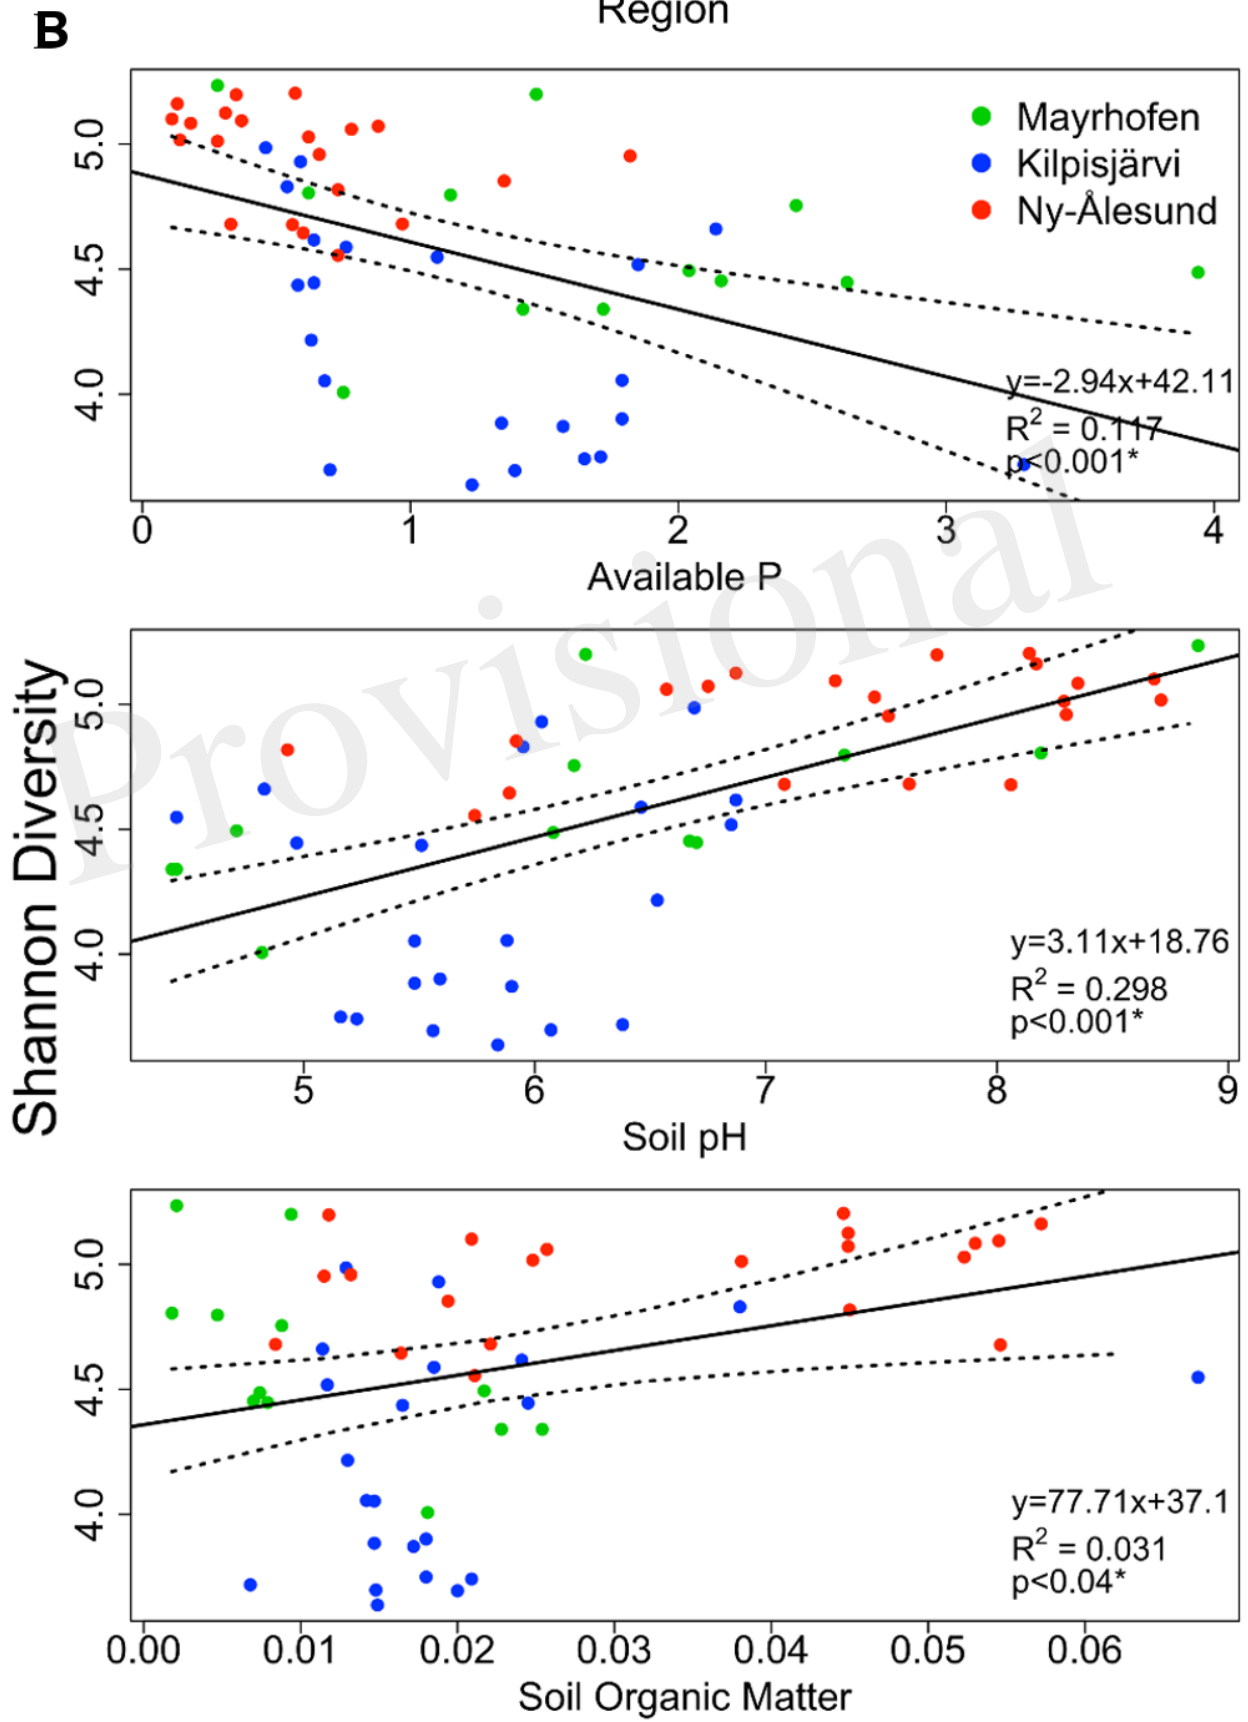 Region
B
5.0
4.5
4.0
Mayrhofen
Kilpisjärvi
Ny-Ålesund
y=-2.94x+42.11
R² = 0.117
p<0.001*
0 1 2 3 4
Available P
Provisional
Shannon Diversity
5.0
4.5
4.0
y=3.11x+18.76
R² = 0.298
p<0.001*
5 6 7 8 9
Soil pH
5.0
4.5
4.0
y=77.71x+37.1
R² = 0.031
p<0.04*
0.00 0.01 0.02 0.03 0.04 0.05 0.06
Soil Organic Matter